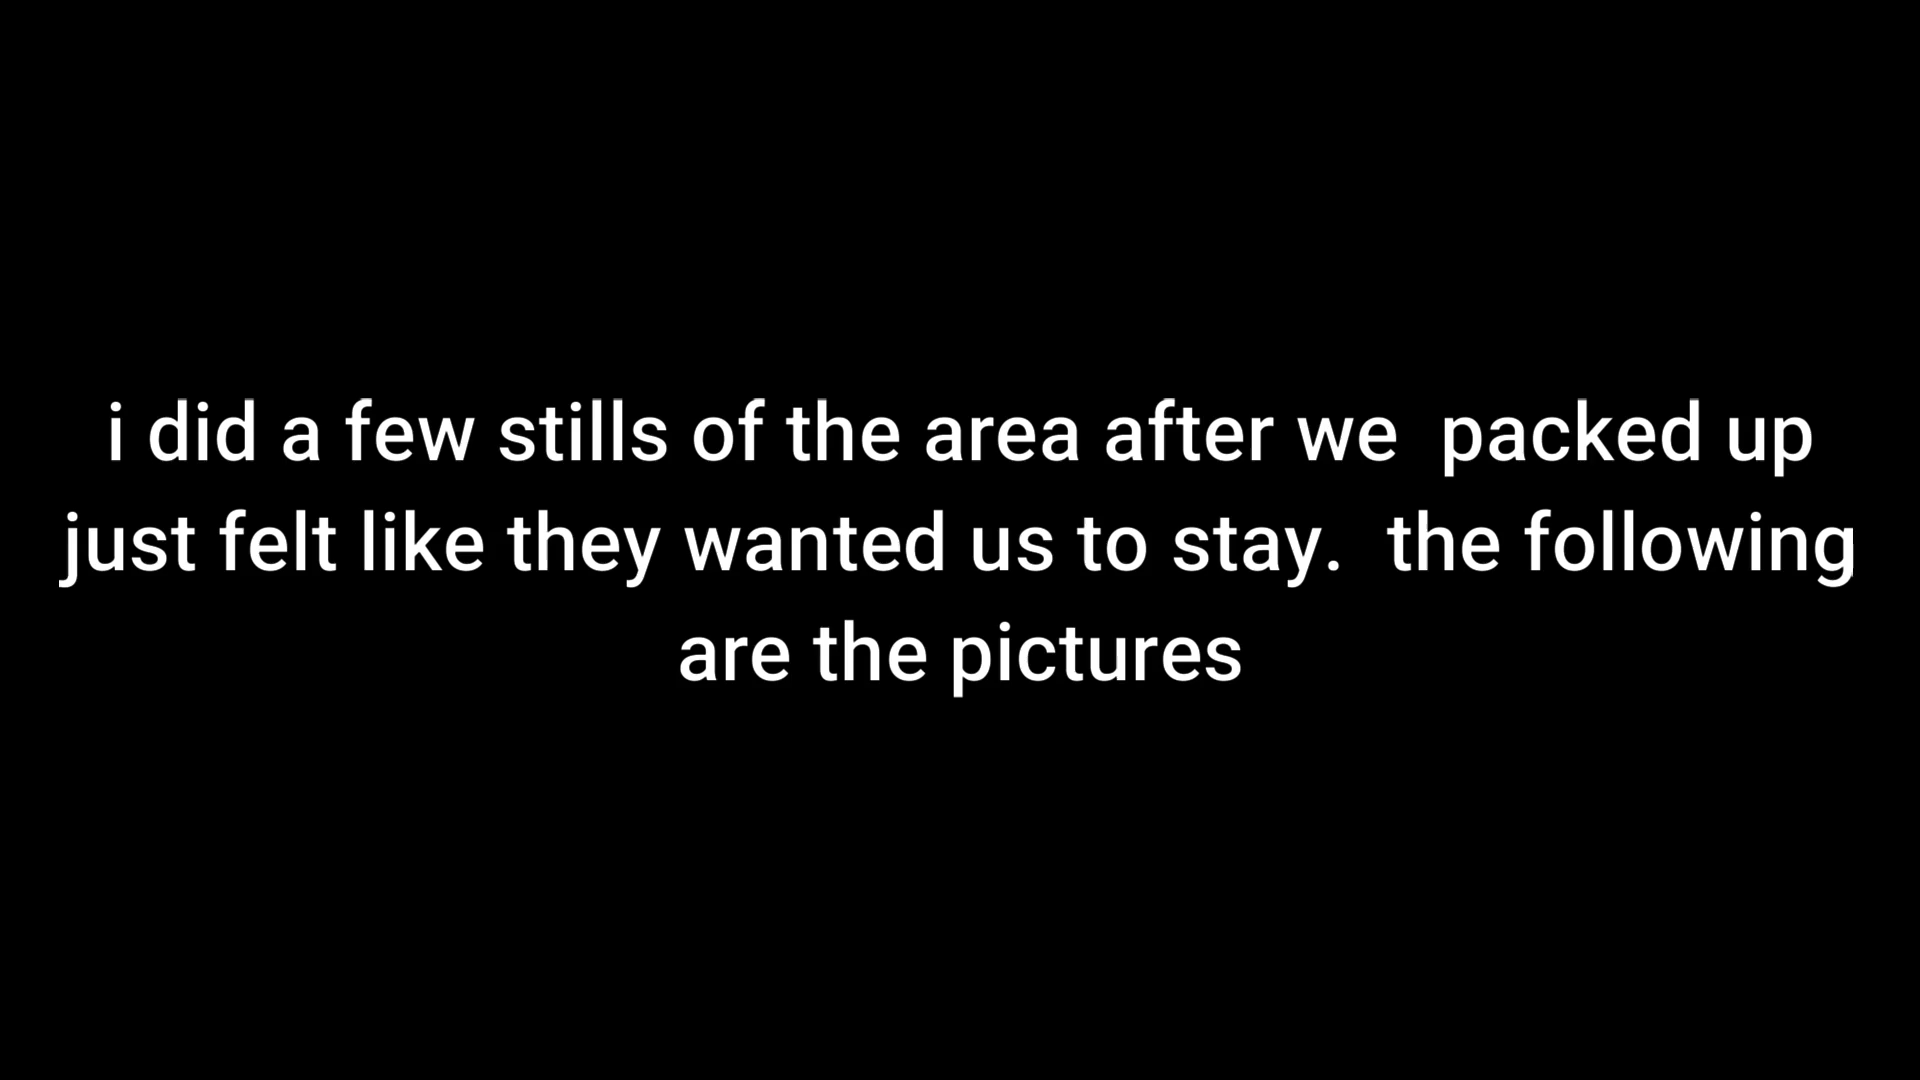 i did a few stills of the area after we  packed up
just felt like they wanted us to stay.  the following
are the pictures